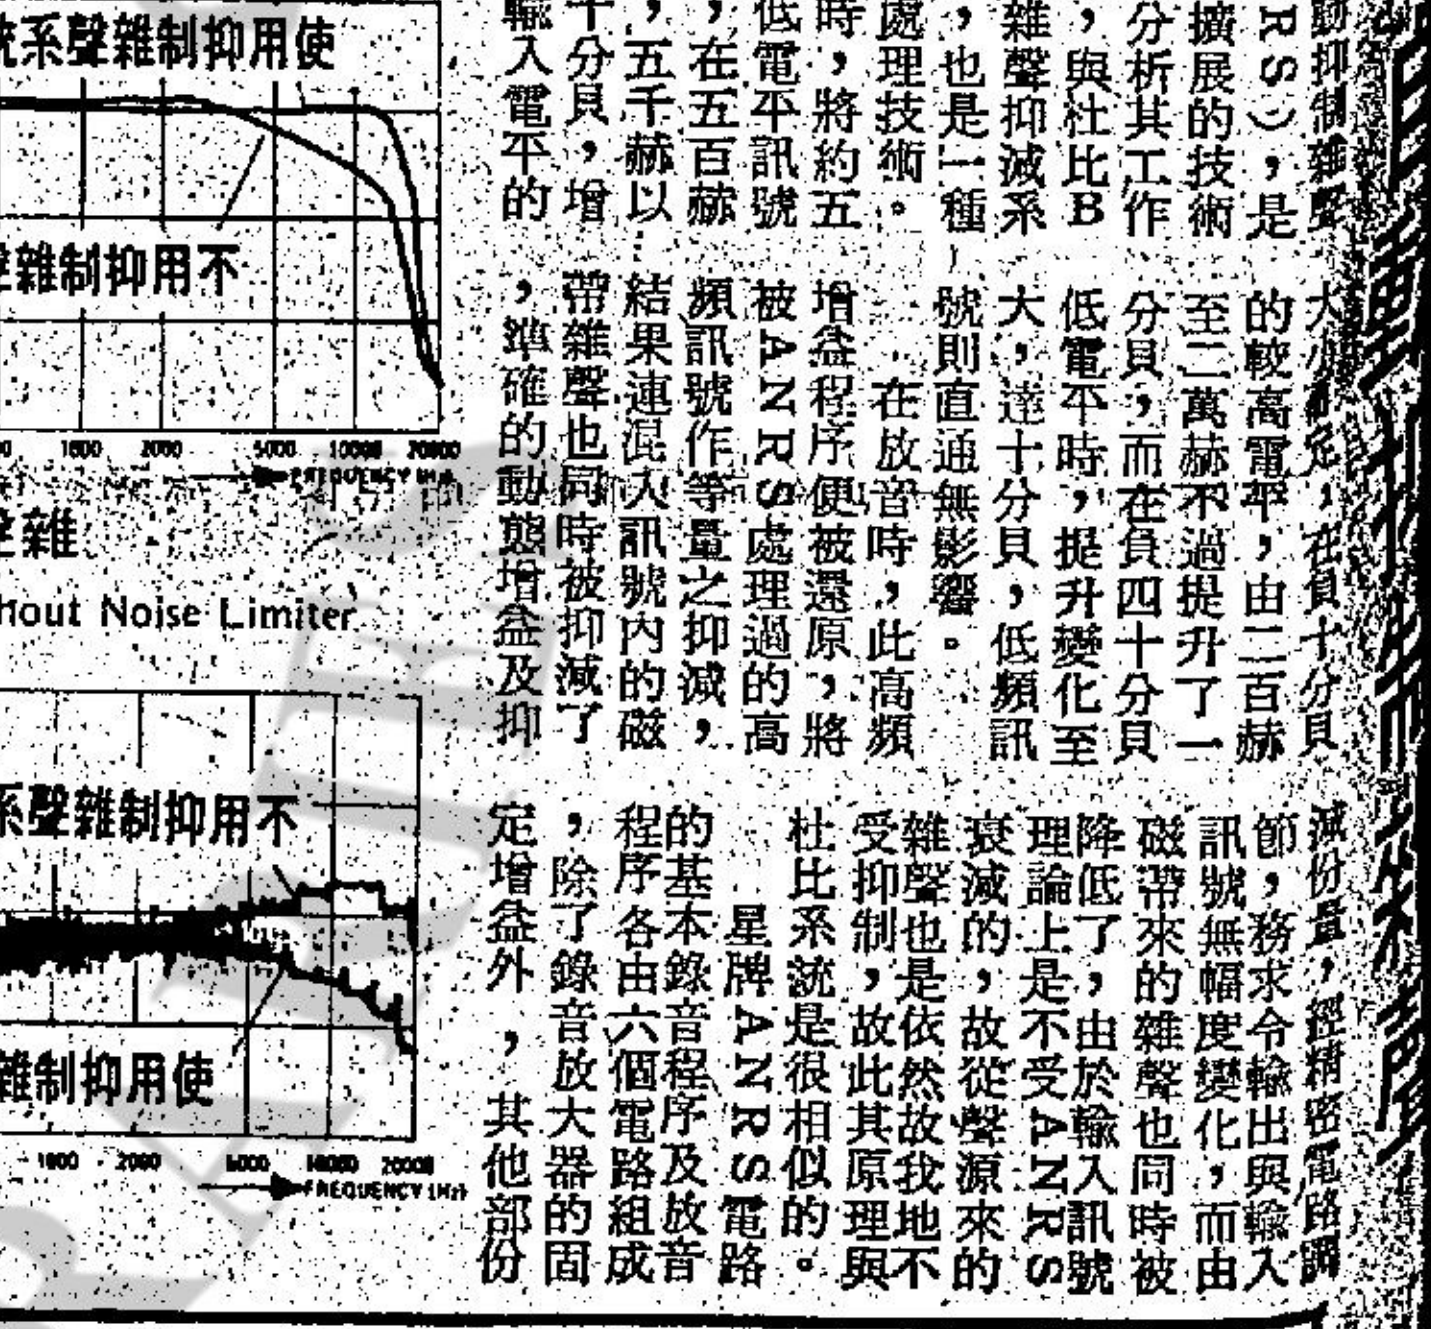 動抑制雜聲
RS），是
擴展的技術
分析其工作
，與杜比B
雜聲抑減系
，也是一種
處理技術。
時，將約五
低電平訊號
，在五百赫
，五千赫以
十分貝，增
輸入電平的
定，在負十分貝
的較高電平，由二百赫
至二萬赫不過提升了一
分貝，而在負四十分貝
低電平時，提升變化至
大，達十分貝，低頻訊
號則直通無影響。
在放音時，此高頻
增益程序便被還原，將
被ANRS處理過的高
頻訊號作等量之抑減，
結果連混入訊號內的磁
帶雜聲也同時被抑減了
，準確的動態增益及抑
減份量，經精密電路調
節，務求令輸出與輸入
訊號無幅度變化，而由
磁帶來的雜聲也同時被
降低了，由於輸入訊號
理論上是不受ANRS
衰減的，故從聲源來的
雜聲也是依然故我地不
受抑制，故此其原理與
杜比系統是很相似的。
星牌ANRS電路
的基本錄音程序及放音
程序各由六個電路組成
，除了錄音放大器的固
定增益外，其他部份
統系聲雜制抑用使
聲雜制抑用不
1000 2000 5000 10000 20000
FREQUENCY (Hz)
聲雜
hout Noise Limiter
系聲雜制抑用不
雜制抑用使
1000 2000 5000 10000 20000
FREQUENCY (Hz)